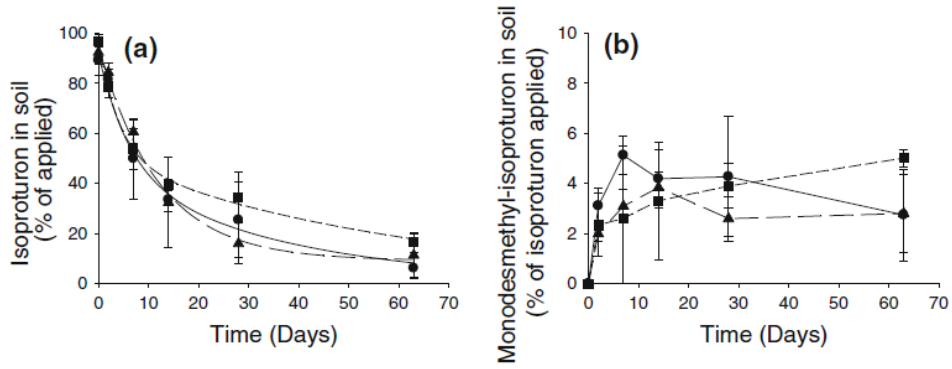 (a)
Isoproturon in soil
(% of applied)
100
80
60
40
20
0
0 10 20 30 40 50 60 70
Time (Days)
(b)
Monodesmethyl-isoproturon in soil
(% of isoproturon applied)
10
8
6
4
2
0
0 10 20 30 40 50 60 70
Time (Days)